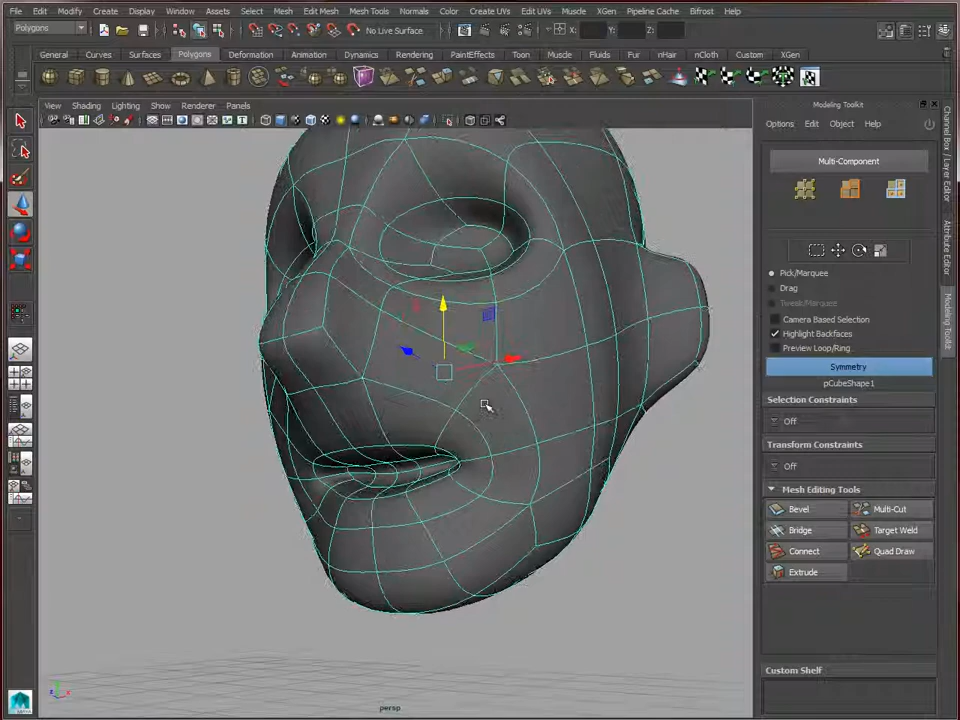 File Edit Modify Create Display Window Assets Select Mesh Edit Mesh Mesh Tools Normals Color Create UVs Edit UVs Muscle XGen Pipeline Cache Bifrost Help
Polygons No Live Surface X: Y: Z:
General Curves Surfaces Polygons Deformation Animation Dynamics Rendering PaintEffects Toon Muscle Fluids Fur nHair nCloth Custom XGen
View Shading Lighting Show Renderer Panels
Modeling Toolkit
Options Edit Object Help
Multi-Component
Pick/Marquee
Drag
Tweak/Marquee
Camera Based Selection
Highlight Backfaces
Preview Loop/Ring
Symmetry
pCubeShape1
Selection Constraints
Off
Transform Constraints
Off
Mesh Editing Tools
Bevel Multi-Cut
Bridge Target Weld
Connect Quad Draw
Extrude
Custom Shelf
Channel Box / Layer Editor
Attribute Editor
Modeling Toolkit
persp